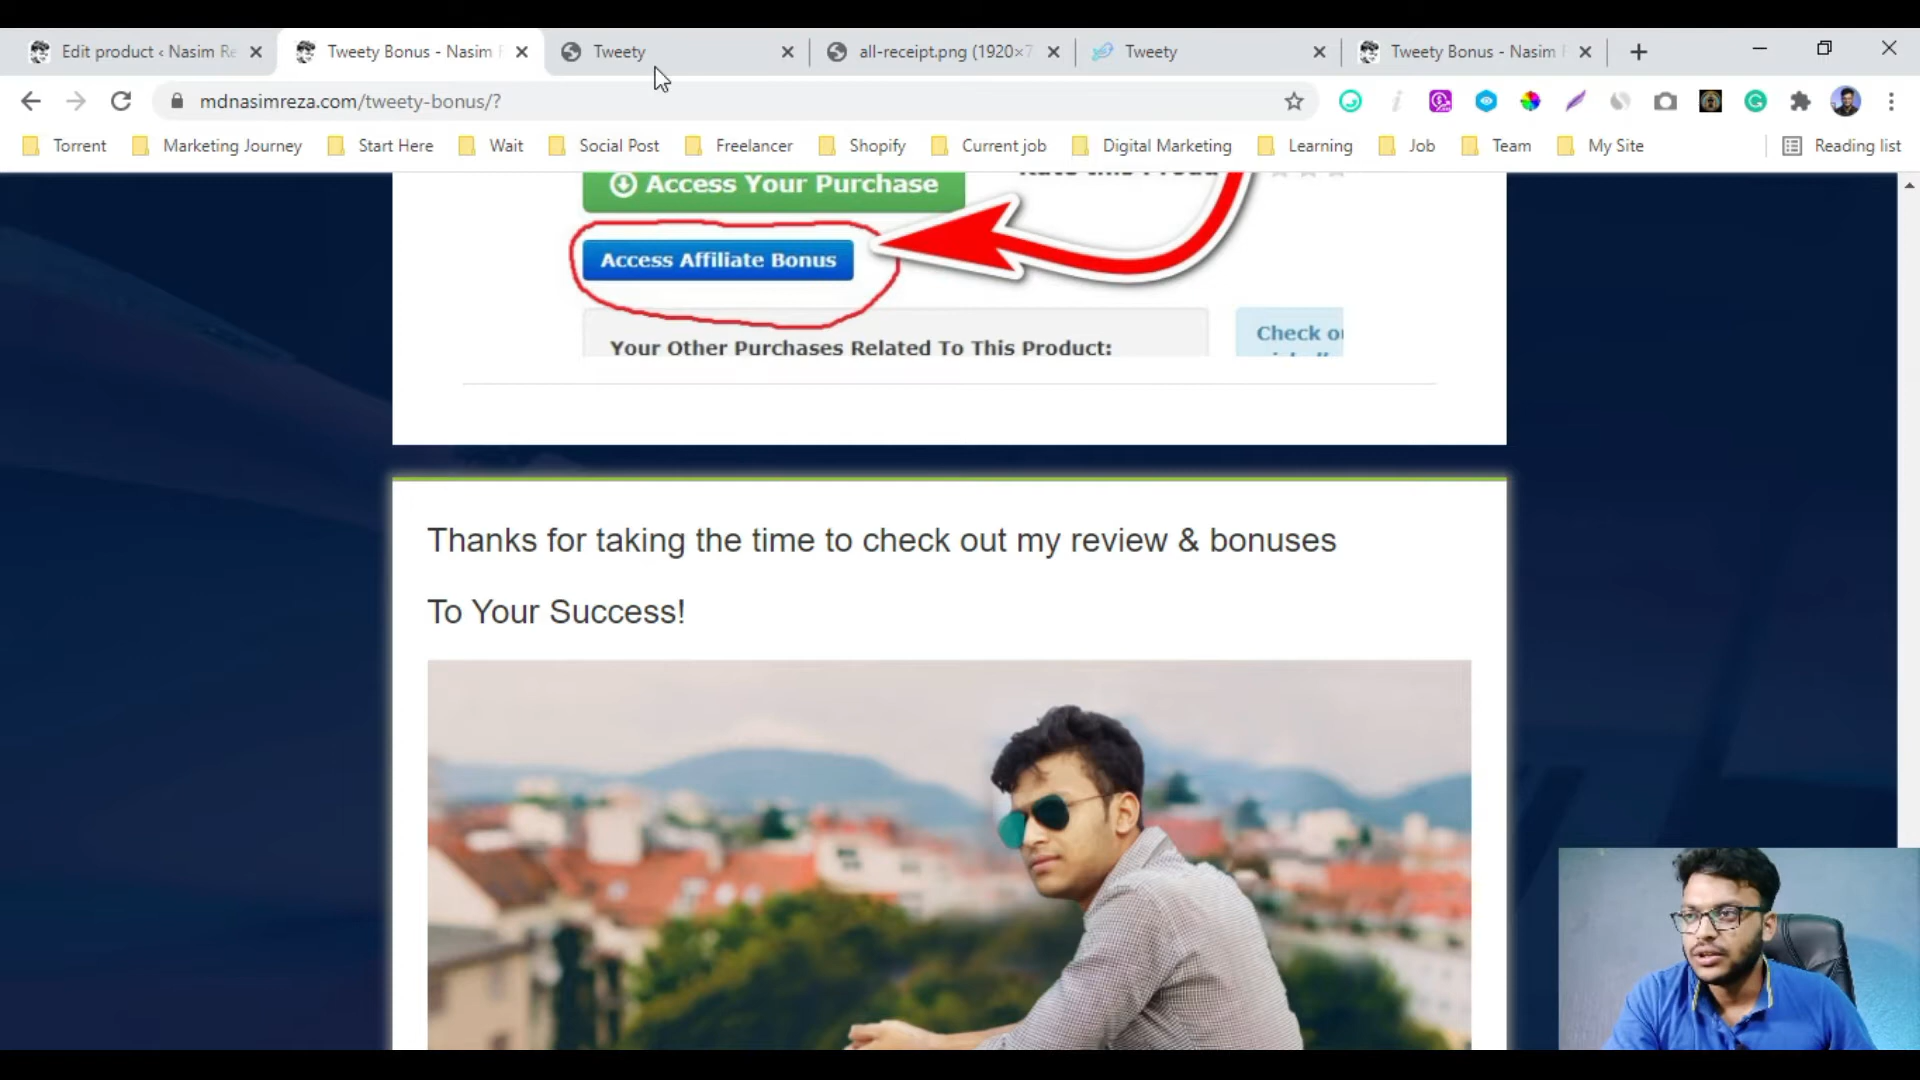 Edit product ‹ Nasim Re
Tweety Bonus - Nasim R
Tweety
all-receipt.png (1920×7
Tweety
Tweety Bonus - Nasim R
mdnasimreza.com/tweety-bonus/?
Torrent
Marketing Journey
Start Here
Wait
Social Post
Freelancer
Shopify
Current job
Digital Marketing
Learning
Job
Team
My Site
Reading list
Access Your Purchase
Rate this Produ
Access Affiliate Bonus
Your Other Purchases Related To This Product:
Check o
Thanks for taking the time to check out my review & bonuses
To Your Success!